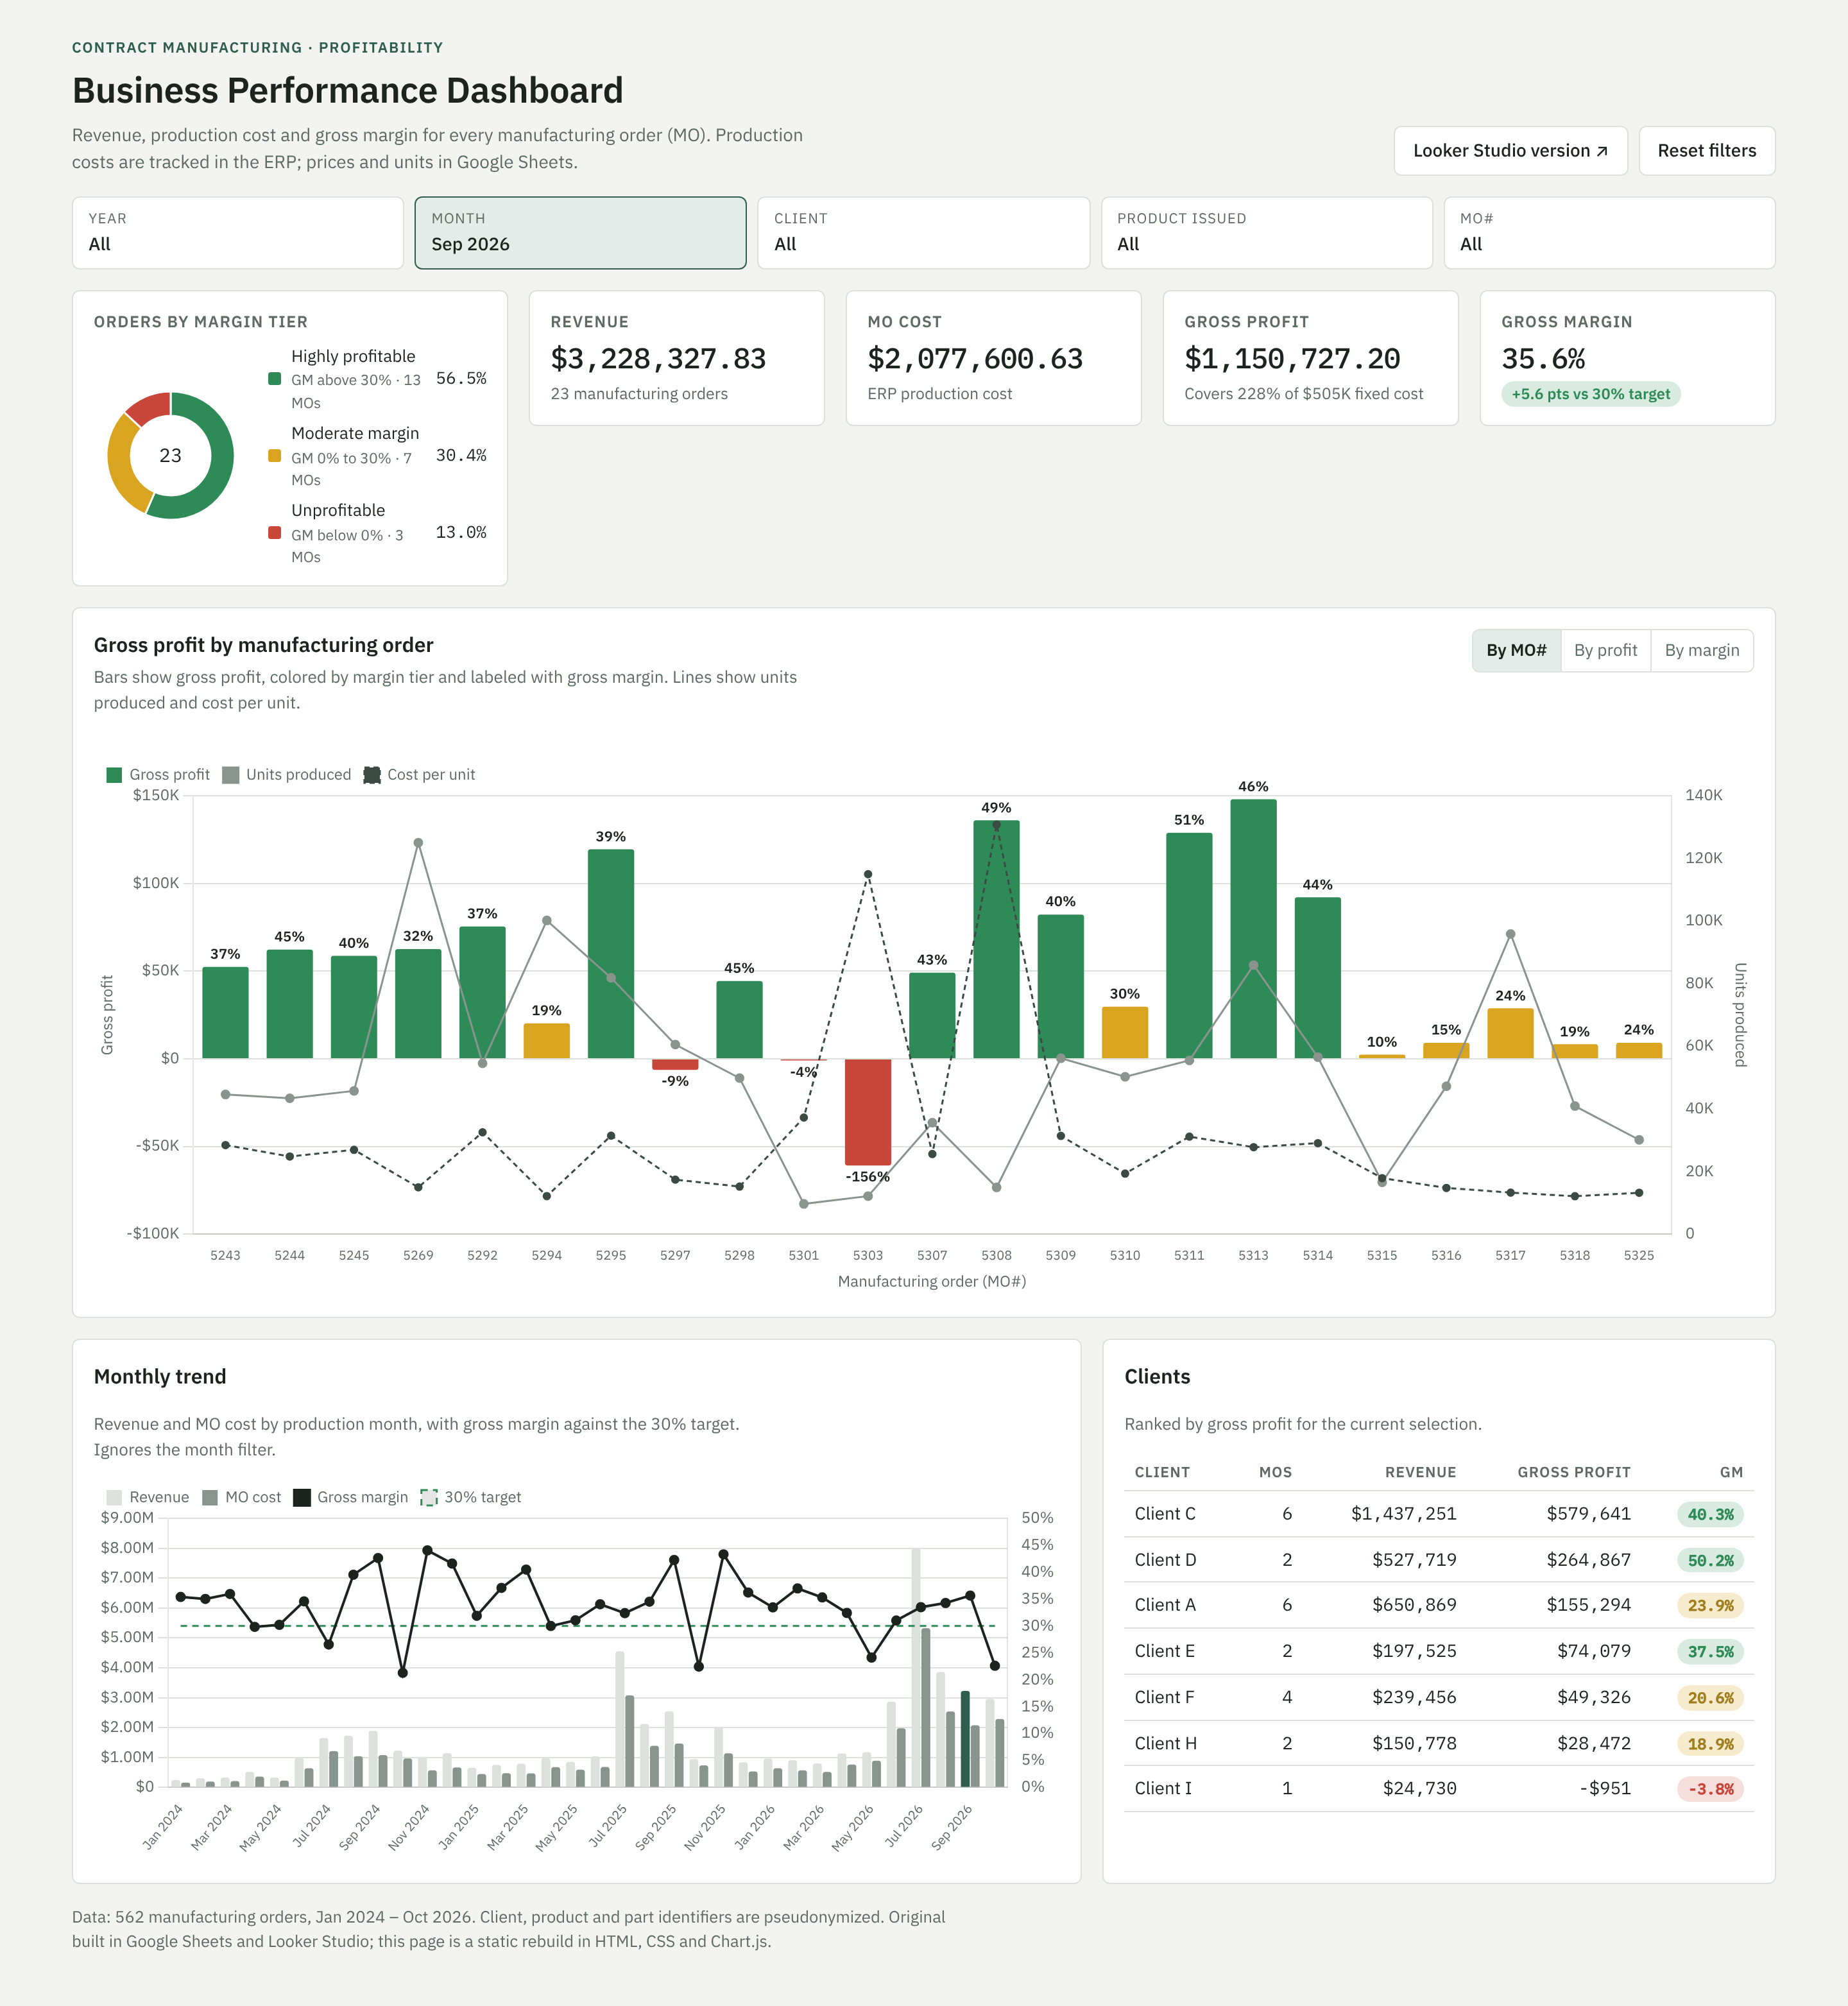 CONTRACT MANUFACTURING · PROFITABILITY
Business Performance Dashboard
Revenue, production cost and gross margin for every manufacturing order (MO). Production
costs are tracked in the ERP; prices and units in Google Sheets.
Looker Studio version ↗
Reset filters
YEAR
All
MONTH
Sep 2026
CLIENT
All
PRODUCT ISSUED
All
MO#
All
ORDERS BY MARGIN TIER
23
Highly profitable
GM above 30% · 13
MOs
56.5%
Moderate margin
GM 0% to 30% · 7
MOs
30.4%
Unprofitable
GM below 0% · 3
MOs
13.0%
REVENUE
$3,228,327.83
23 manufacturing orders
MO COST
$2,077,600.63
ERP production cost
GROSS PROFIT
$1,150,727.20
Covers 228% of $505K fixed cost
GROSS MARGIN
35.6%
+5.6 pts vs 30% target
Gross profit by manufacturing order
Bars show gross profit, colored by margin tier and labeled with gross margin. Lines show units
produced and cost per unit.
By MO# By profit By margin
Gross profit Units produced Cost per unit
Gross profit
$150K
$100K
$50K
$0
-$50K
-$100K
37% 45% 40% 32% 37% 19% 39% -9% 45% -4% -156% 43% 49% 40% 30% 51% 46% 44% 10% 15% 24% 19% 24%
140K
120K
100K
80K
60K
40K
20K
0
Units produced
5243 5244 5245 5269 5292 5294 5295 5297 5298 5301 5303 5307 5308 5309 5310 5311 5313 5314 5315 5316 5317 5318 5325
Manufacturing order (MO#)
Monthly trend
Revenue and MO cost by production month, with gross margin against the 30% target.
Ignores the month filter.
Revenue MO cost Gross margin 30% target
$9.00M
$8.00M
$7.00M
$6.00M
$5.00M
$4.00M
$3.00M
$2.00M
$1.00M
$0
50%
45%
40%
35%
30%
25%
20%
15%
10%
5%
0%
Jan 2024 Mar 2024 May 2024 Jul 2024 Sep 2024 Nov 2024 Jan 2025 Mar 2025 May 2025 Jul 2025 Sep 2025 Nov 2025 Jan 2026 Mar 2026 May 2026 Jul 2026 Sep 2026
Clients
Ranked by gross profit for the current selection.
CLIENT MOS REVENUE GROSS PROFIT GM
Client C 6 $1,437,251 $579,641 40.3%
Client D 2 $527,719 $264,867 50.2%
Client A 6 $650,869 $155,294 23.9%
Client E 2 $197,525 $74,079 37.5%
Client F 4 $239,456 $49,326 20.6%
Client H 2 $150,778 $28,472 18.9%
Client I 1 $24,730 -$951 -3.8%
Data: 562 manufacturing orders, Jan 2024 – Oct 2026. Client, product and part identifiers are pseudonymized. Original
built in Google Sheets and Looker Studio; this page is a static rebuild in HTML, CSS and Chart.js.